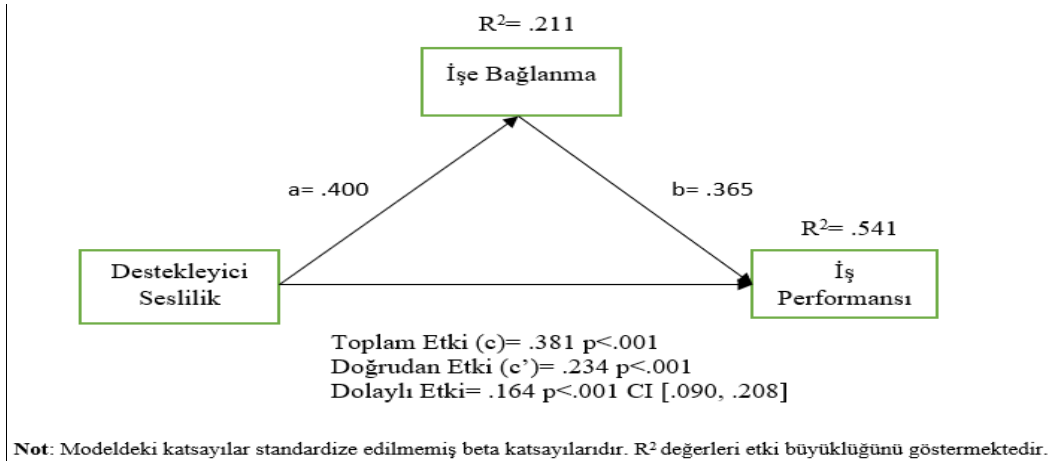 R²= .211
İşe Bağlanma
a= .400
b= .365
R²= .541
Destekleyici
Seslilik
İş
Performansı
Toplam Etki (c)= .381 p<.001
Doğrudan Etki (c’)= .234 p<.001
Dolaylı Etki= .164 p<.001 CI [.090, .208]
Not: Modeldeki katsayılar standardize edilmemiş beta katsayılarıdır. R² değerleri etki büyüklüğünü göstermektedir.